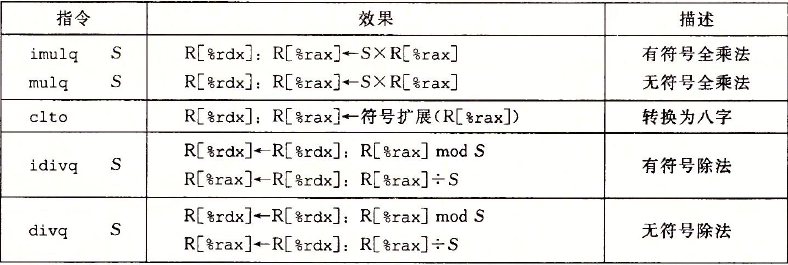 指令 效果 描述
imulq S R[%rdx]: R[%rax]←S×R[%rax] 有符号全乘法
mulq S R[%rdx]: R[%rax]←S×R[%rax] 无符号全乘法
clto R[%rdx]: R[%rax]←符号扩展(R[%rax]) 转换为八字
idivq S R[%rdx]←R[%rdx]: R[%rax] mod S 有符号除法
R[%rax]←R[%rdx]: R[%rax]÷S
divq S R[%rdx]←R[%rdx]: R[%rax] mod S 无符号除法
R[%rax]←R[%rdx]: R[%rax]÷S